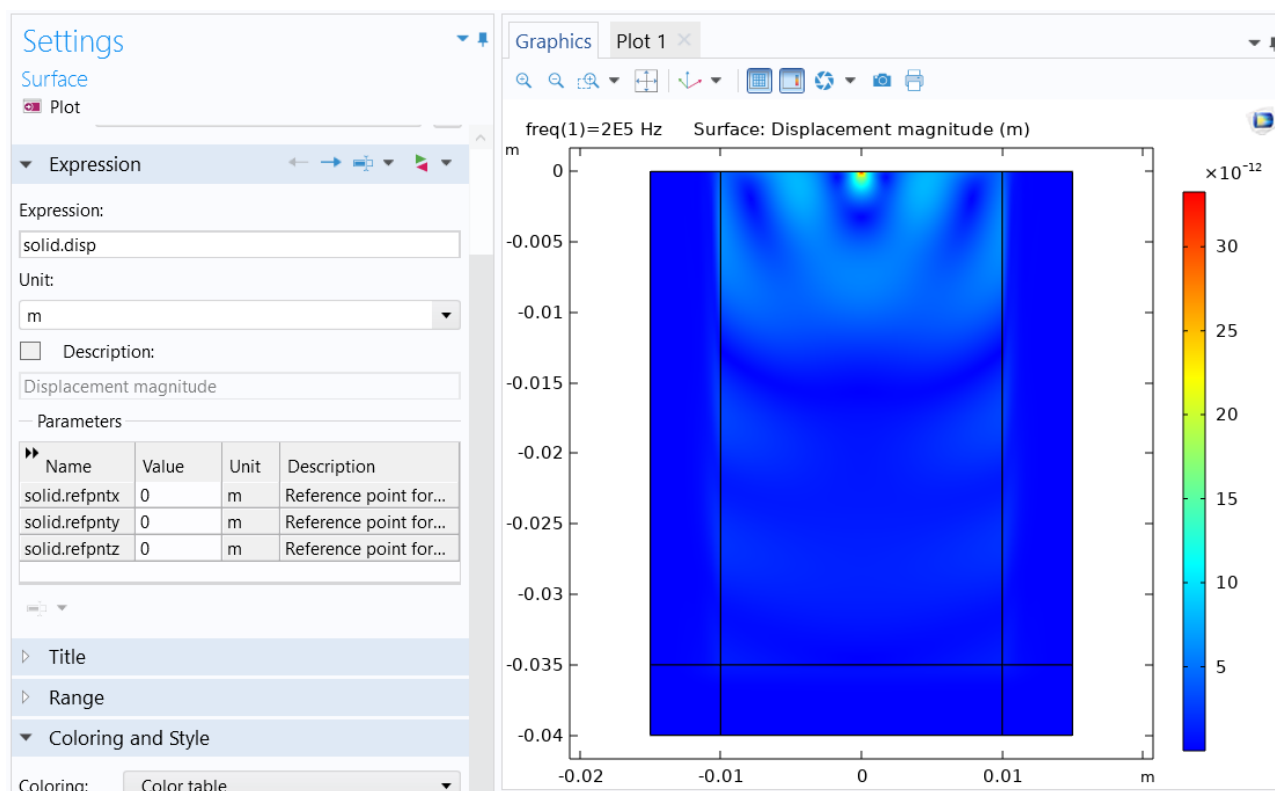 Settings
Surface
Plot
Expression
Expression:
solid.disp
Unit:
m
Description:
Displacement magnitude
Parameters
Name Value Unit Description
solid.refpntx 0 m Reference point for...
solid.refpnty 0 m Reference point for...
solid.refpntz 0 m Reference point for...
Title
Range
Coloring and Style
Coloring: Color table
Graphics Plot 1
freq(1)=2E5 Hz Surface: Displacement magnitude (m)
m
0
-0.005
-0.01
-0.015
-0.02
-0.025
-0.03
-0.035
-0.04
-0.02 -0.01 0 0.01 m
×10⁻¹²
30
25
20
15
10
5